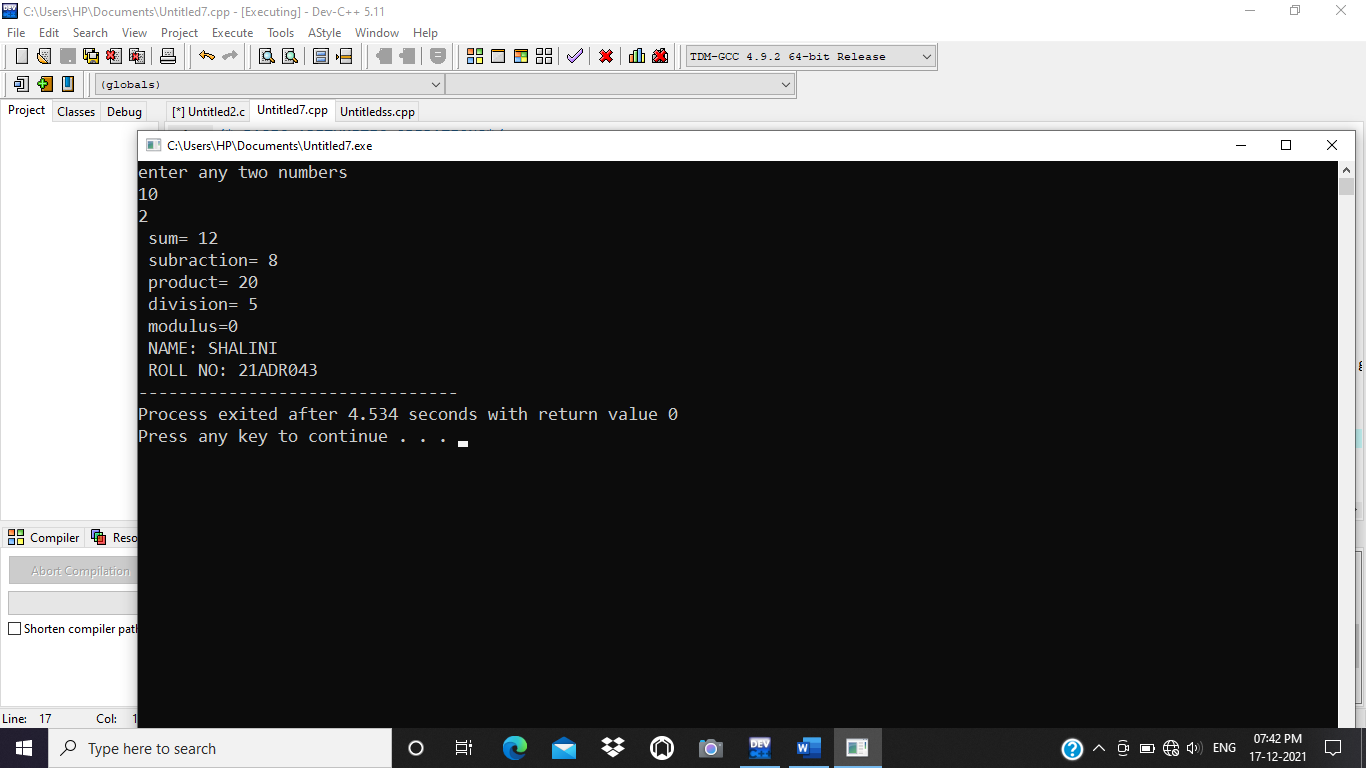 C:\Users\HP\Documents\Untitled7.cpp - [Executing] - Dev-C++ 5.11
File Edit Search View Project Execute Tools AStyle Window Help
TDM-GCC 4.9.2 64-bit Release
(globals)
Project Classes Debug [*] Untitled2.c Untitled7.cpp Untitledss.cpp
C:\Users\HP\Documents\Untitled7.exe
enter any two numbers
10
2
sum= 12
subraction= 8
product= 20
division= 5
modulus=0
NAME: SHALINI
ROLL NO: 21ADR043
--------------------------------
Process exited after 4.534 seconds with return value 0
Press any key to continue . . .
Compiler Reso
Abort Compilation
Shorten compiler path
Line: 17 Col: 1
Type here to search
DEV
ENG
07:42 PM
17-12-2021